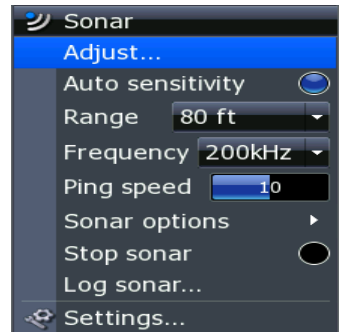 Sonar
Adjust...
Auto sensitivity
Range 80 ft
Frequency 200kHz
Ping speed 10
Sonar options
Stop sonar
Log sonar...
Settings...